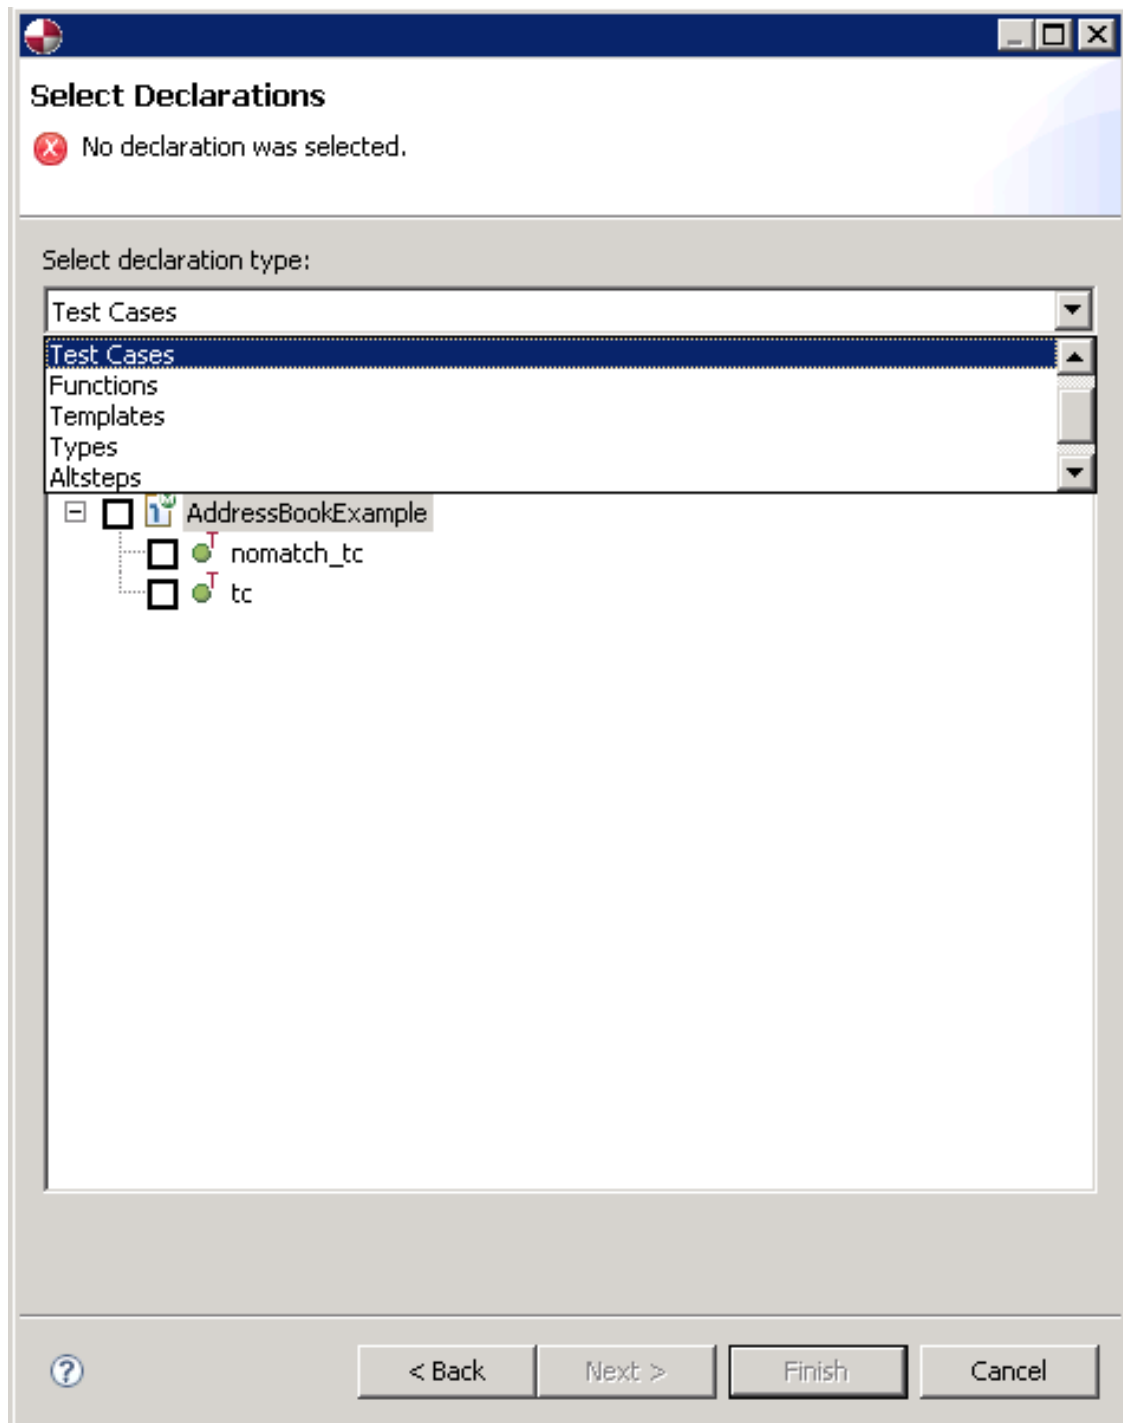 Select Declarations
No declaration was selected.
Select declaration type:
Test Cases
Test Cases
Functions
Templates
Types
Altsteps
AddressBookExample
nomatch_tc
tc
< Back Next > Finish Cancel